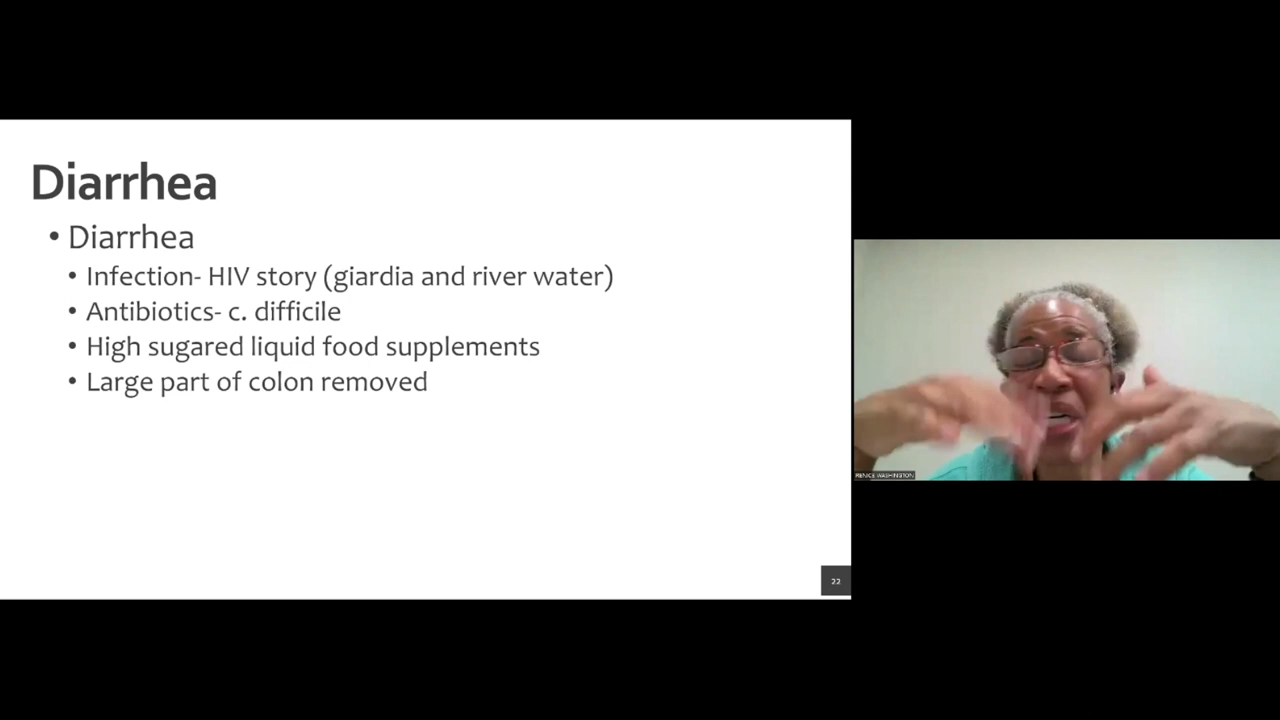 Diarrhea
• Diarrhea
• Infection- HIV story (giardia and river water)
• Antibiotics- c. difficile
• High sugared liquid food supplements
• Large part of colon removed
22
WASHINGTON